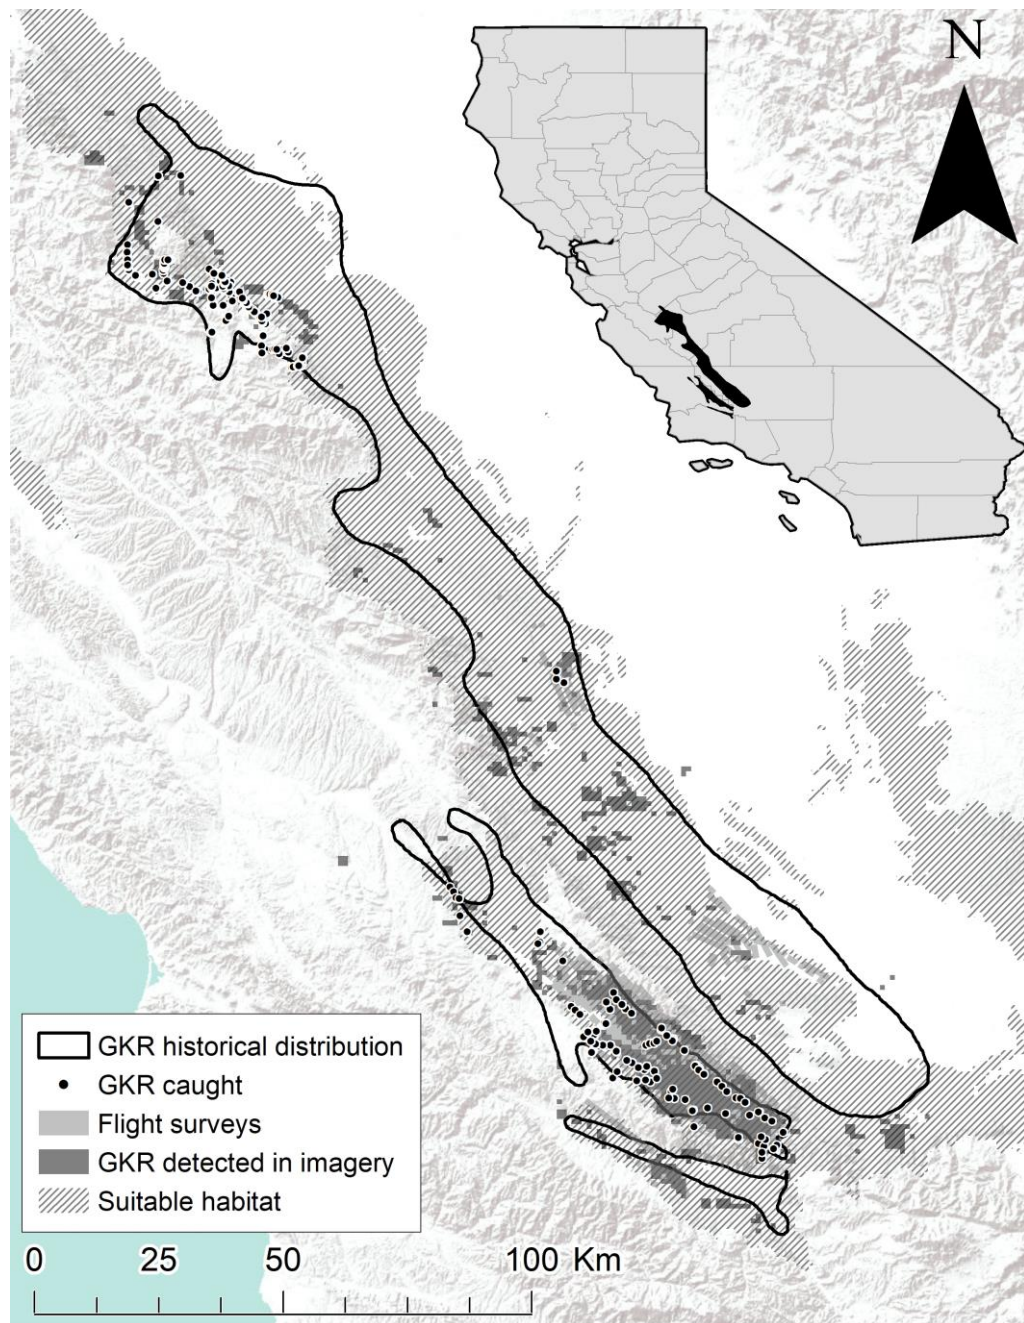 N
GKR historical distribution
GKR caught
Flight surveys
GKR detected in imagery
Suitable habitat
0 25 50 100 Km